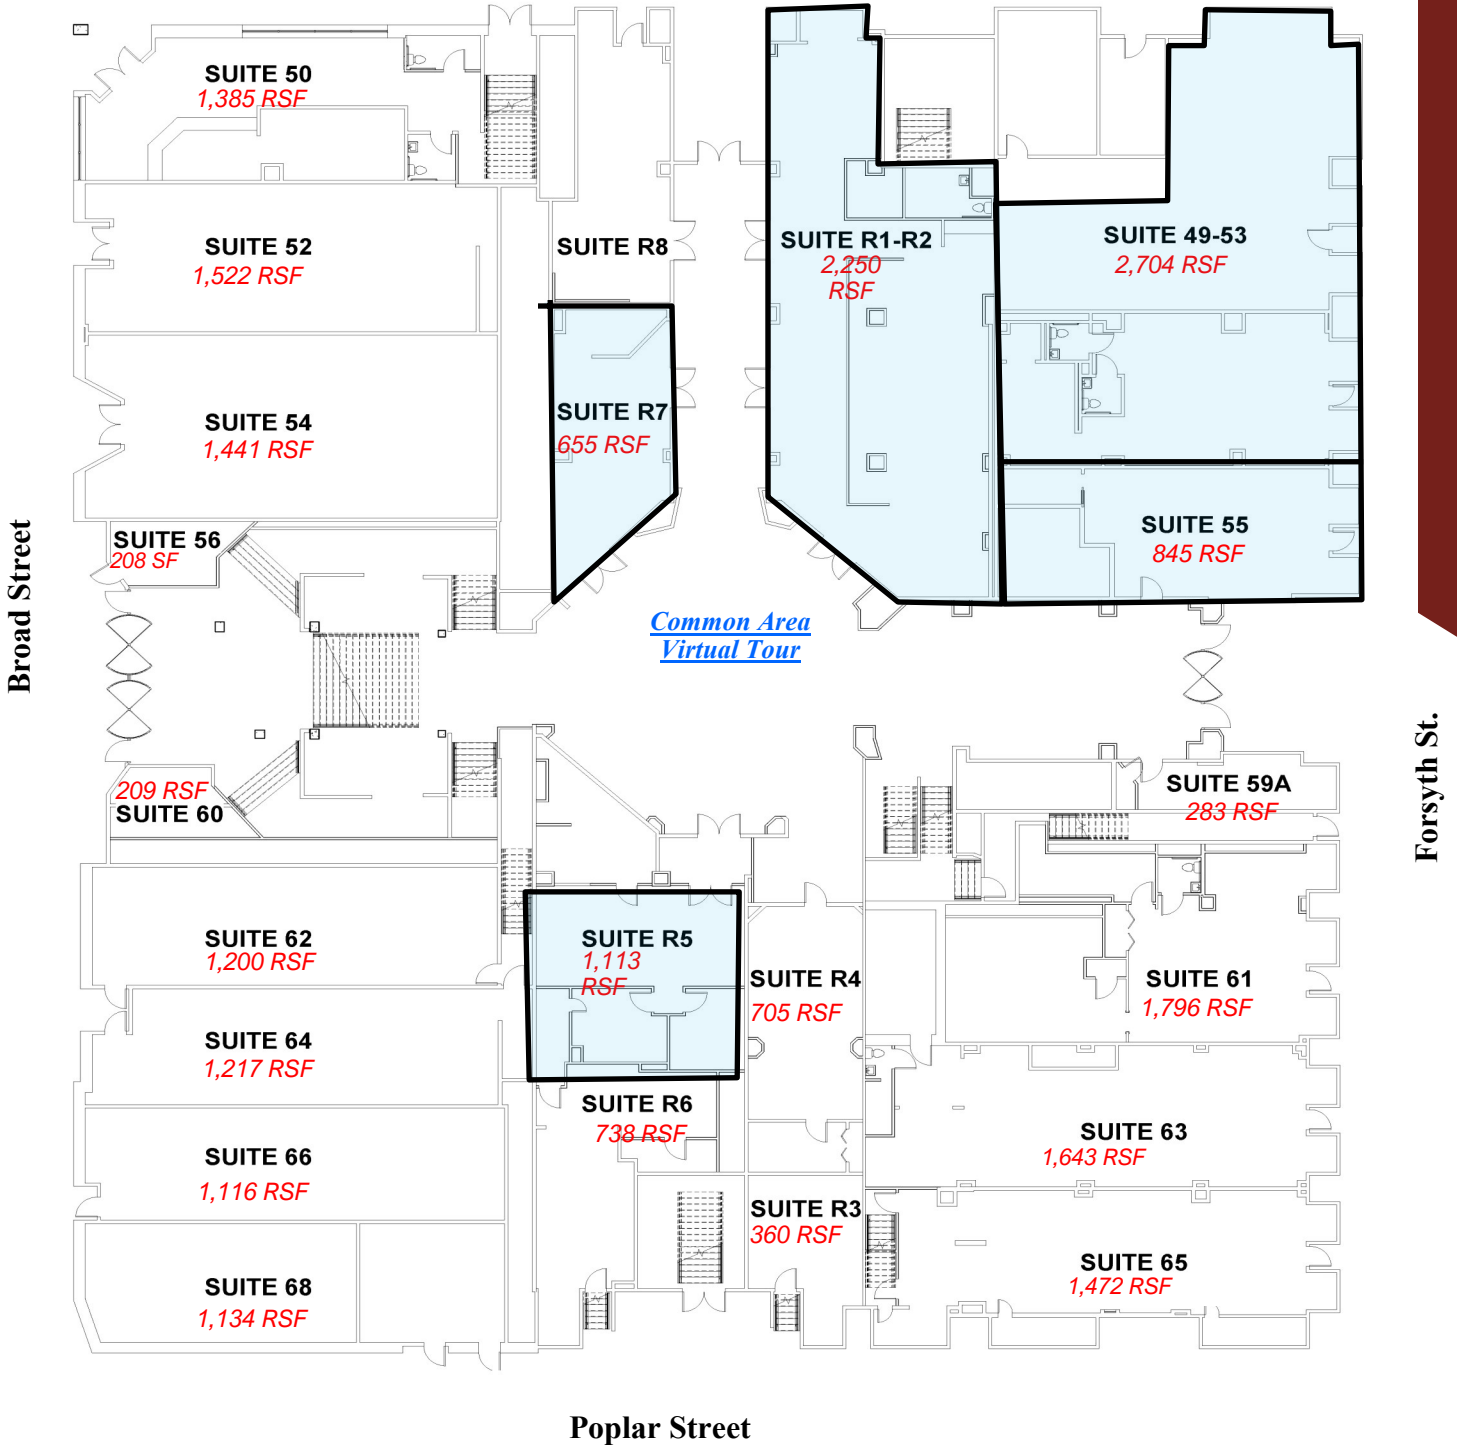 SUITE 50
1,385 RSF
SUITE 52
1,522 RSF
SUITE R8
SUITE R1-R2
2,250
RSF
SUITE 49-53
2,704 RSF
SUITE 54
1,441 RSF
SUITE R7
655 RSF
SUITE 55
845 RSF
SUITE 56
208 SF
Broad Street
Common Area
Virtual Tour
209 RSF
SUITE 60
SUITE 59A
283 RSF
Forsyth St.
SUITE 62
1,200 RSF
SUITE R5
1,113
RSF
SUITE R4
705 RSF
SUITE 61
1,796 RSF
SUITE 64
1,217 RSF
SUITE R6
738 RSF
SUITE 63
1,643 RSF
SUITE 66
1,116 RSF
SUITE R3
360 RSF
SUITE 65
1,472 RSF
SUITE 68
1,134 RSF
Poplar Street